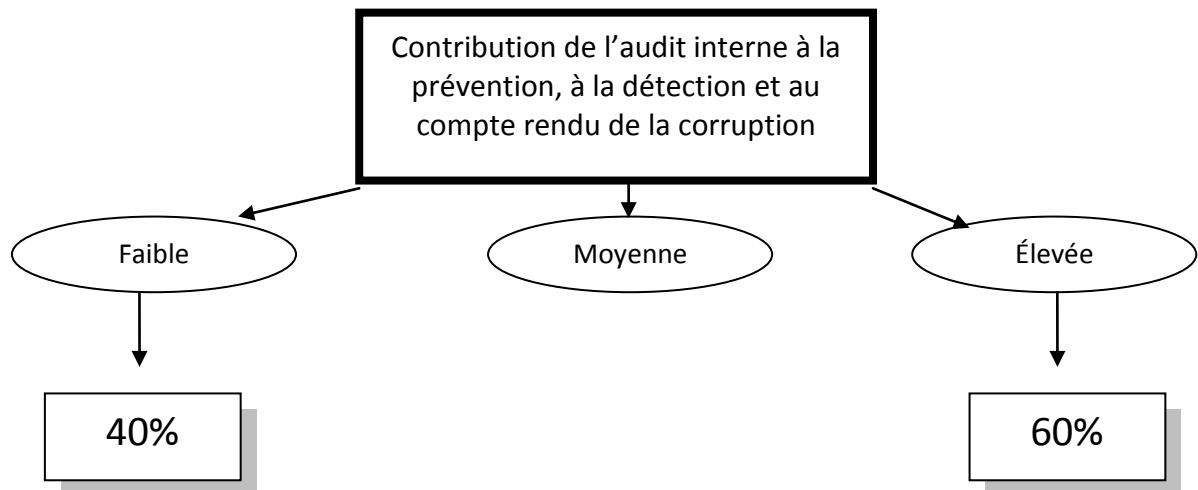 Contribution de l’audit interne à la
prévention, à la détection et au
compte rendu de la corruption
Faible
Moyenne
Élevée
40%
60%